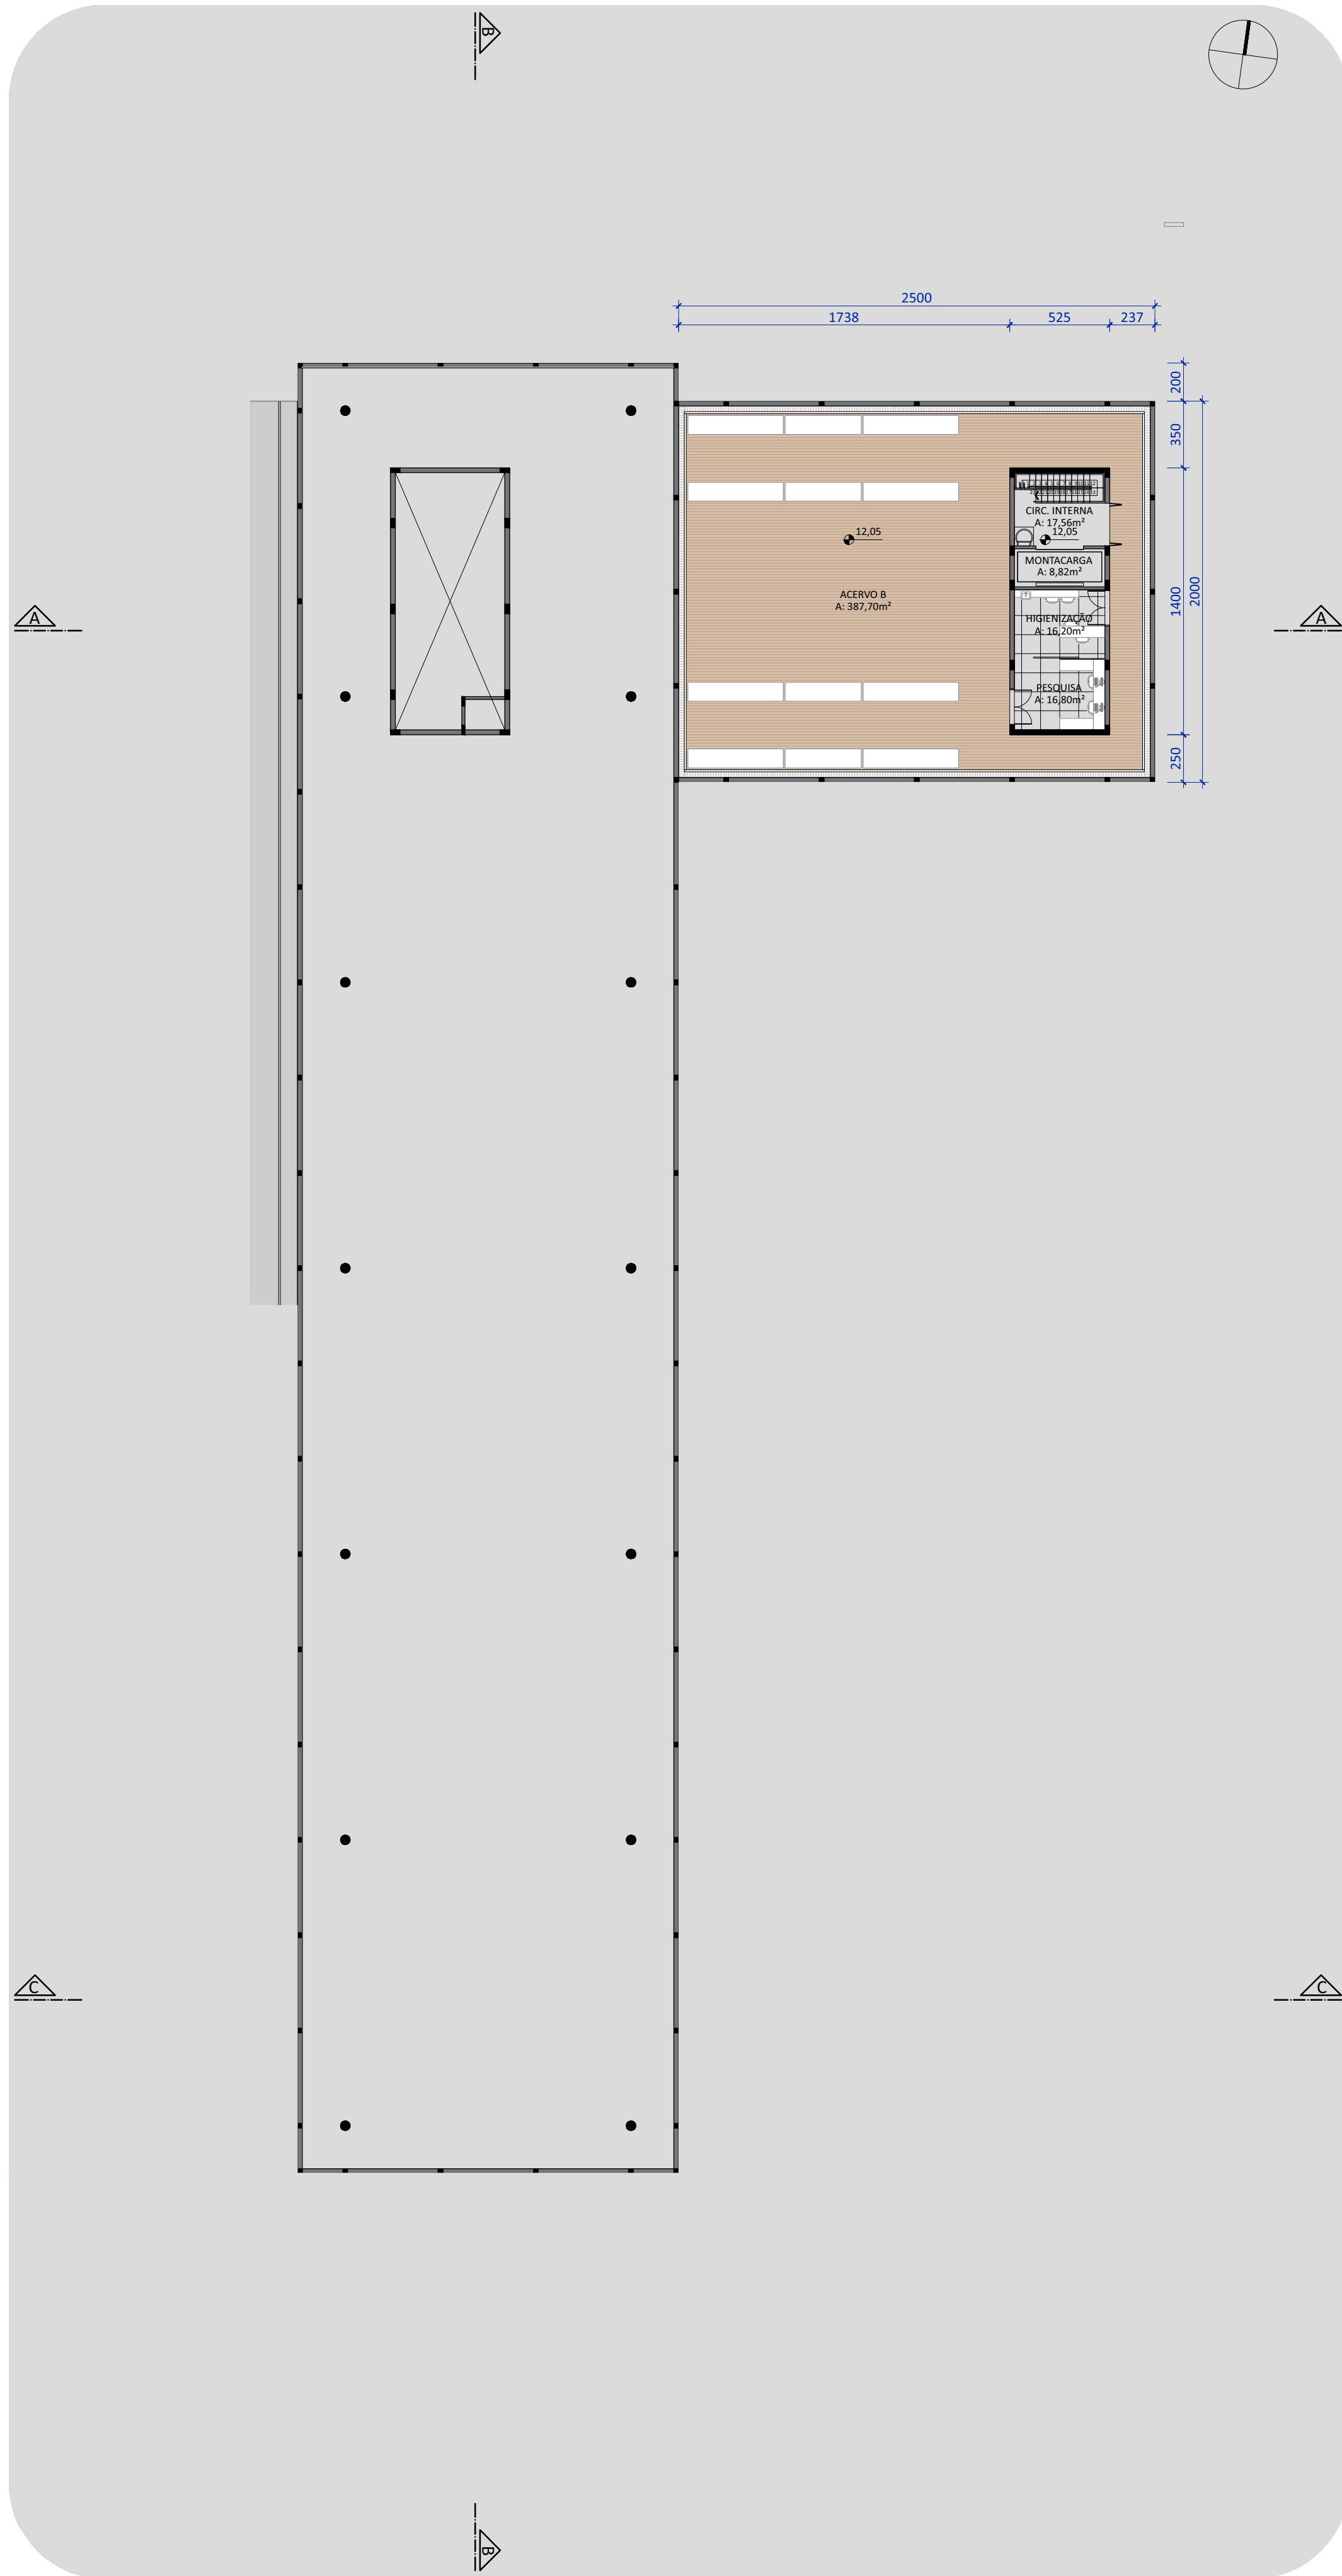 B
2500
1738
525
237
200
350
1400
2000
250
CIRC. INTERNA
A: 17,56m²
12,05
12,05
MONTACARGA
A: 8,82m²
ACERVO B
A: 387,70m²
HIGIENIZAÇÃO
A: 16,20m²
PESQUISA
A: 16,80m²
A
A
C
C
B